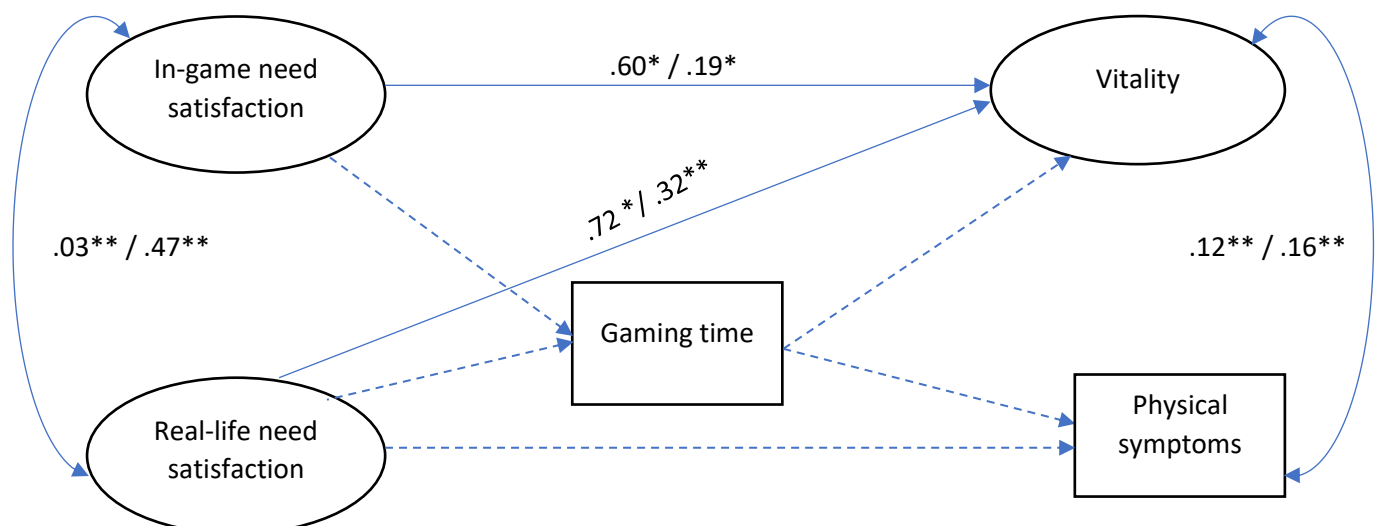 In-game need
satisfaction
.60* / .19*
Vitality
.72 * / .32**
.03** / .47**
.12** / .16**
Gaming time
Real-life need
satisfaction
Physical
symptoms